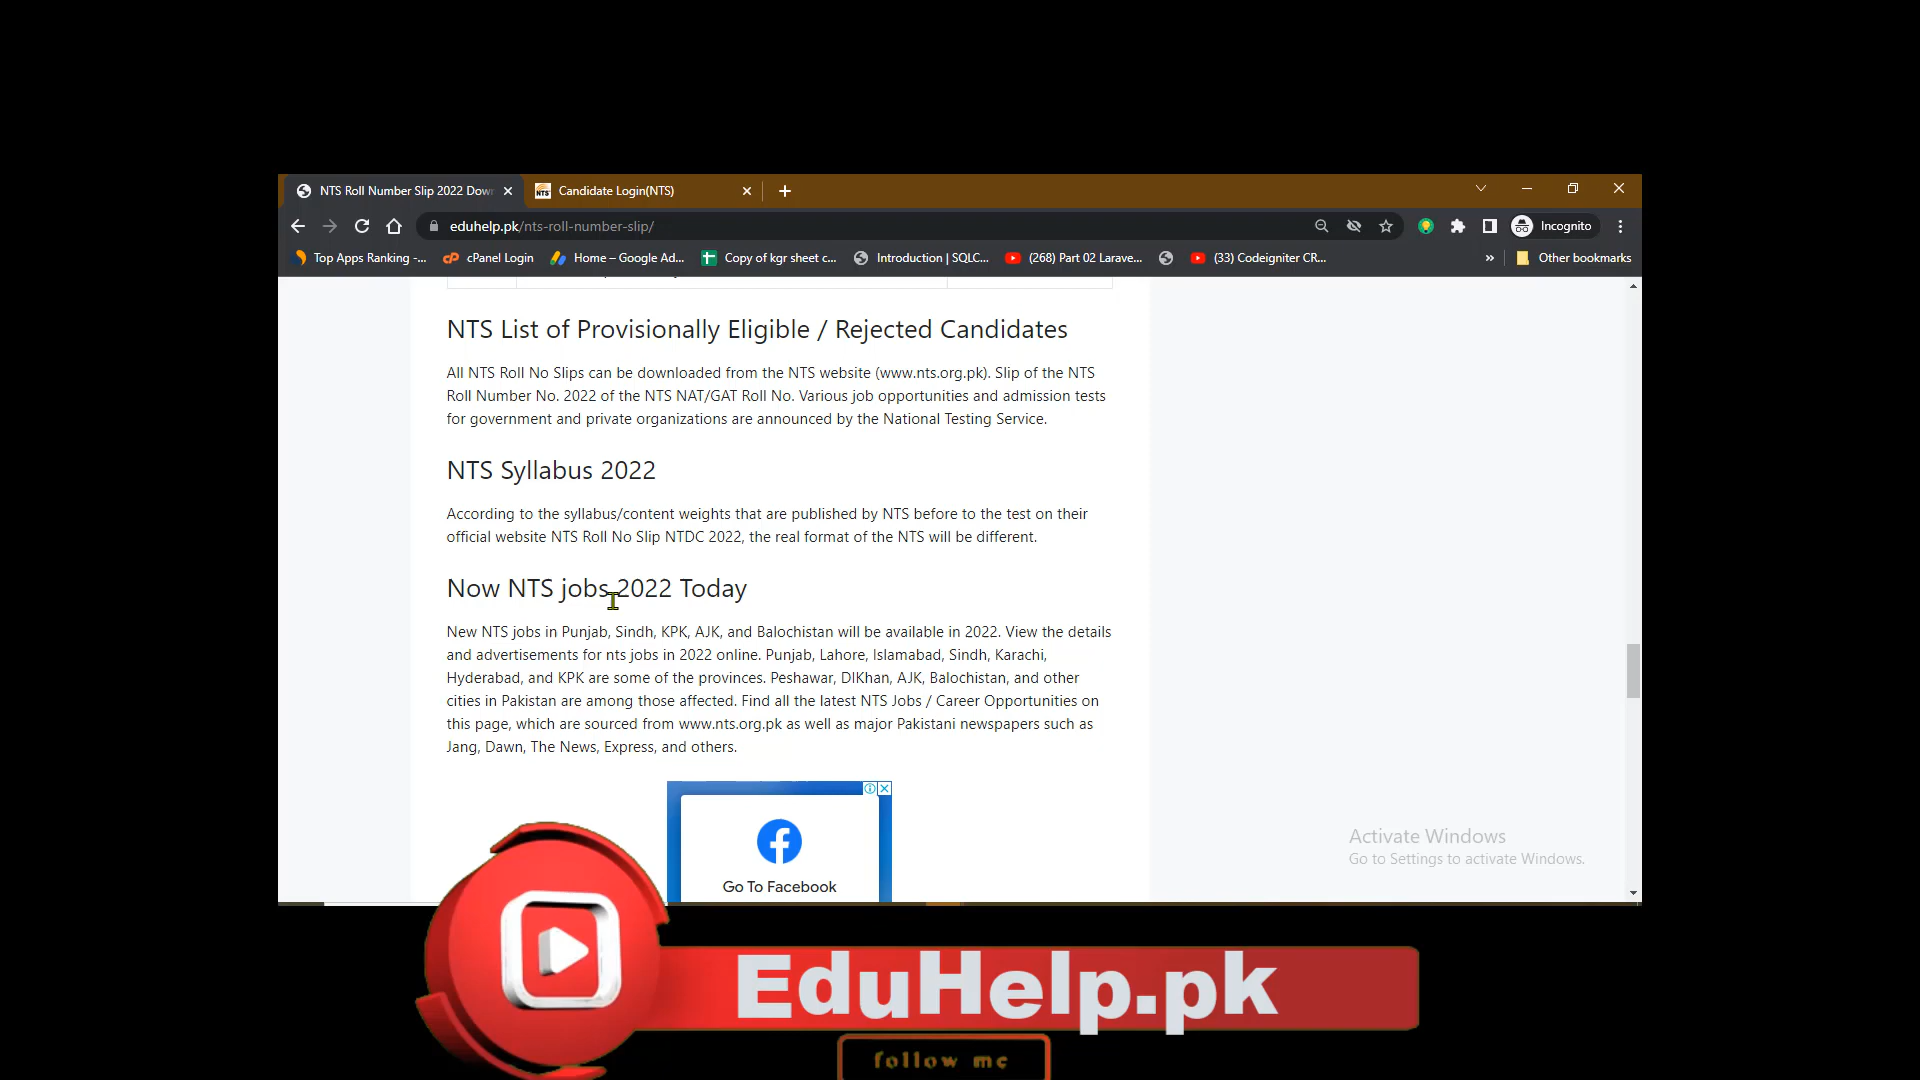 NTS Roll Number Slip 2022 Dow
Candidate Login(NTS)
eduhelp.pk/nts-roll-number-slip/
Incognito
Top Apps Ranking -...
cPanel Login
Home – Google Ad...
Copy of kgr sheet c...
Introduction | SQLC...
(268) Part 02 Larave...
(33) Codeigniter CR...
Other bookmarks
NTS List of Provisionally Eligible / Rejected Candidates
All NTS Roll No Slips can be downloaded from the NTS website (www.nts.org.pk). Slip of the NTS
Roll Number No. 2022 of the NTS NAT/GAT Roll No. Various job opportunities and admission tests
for government and private organizations are announced by the National Testing Service.
NTS Syllabus 2022
According to the syllabus/content weights that are published by NTS before to the test on their
official website NTS Roll No Slip NTDC 2022, the real format of the NTS will be different.
Now NTS jobs 2022 Today
New NTS jobs in Punjab, Sindh, KPK, AJK, and Balochistan will be available in 2022. View the details
and advertisements for nts jobs in 2022 online. Punjab, Lahore, Islamabad, Sindh, Karachi,
Hyderabad, and KPK are some of the provinces. Peshawar, DIKhan, AJK, Balochistan, and other
cities in Pakistan are among those affected. Find all the latest NTS Jobs / Career Opportunities on
this page, which are sourced from www.nts.org.pk as well as major Pakistani newspapers such as
Jang, Dawn, The News, Express, and others.
Go To Facebook
Activate Windows
Go to Settings to activate Windows.
EduHelp.pk
follow me